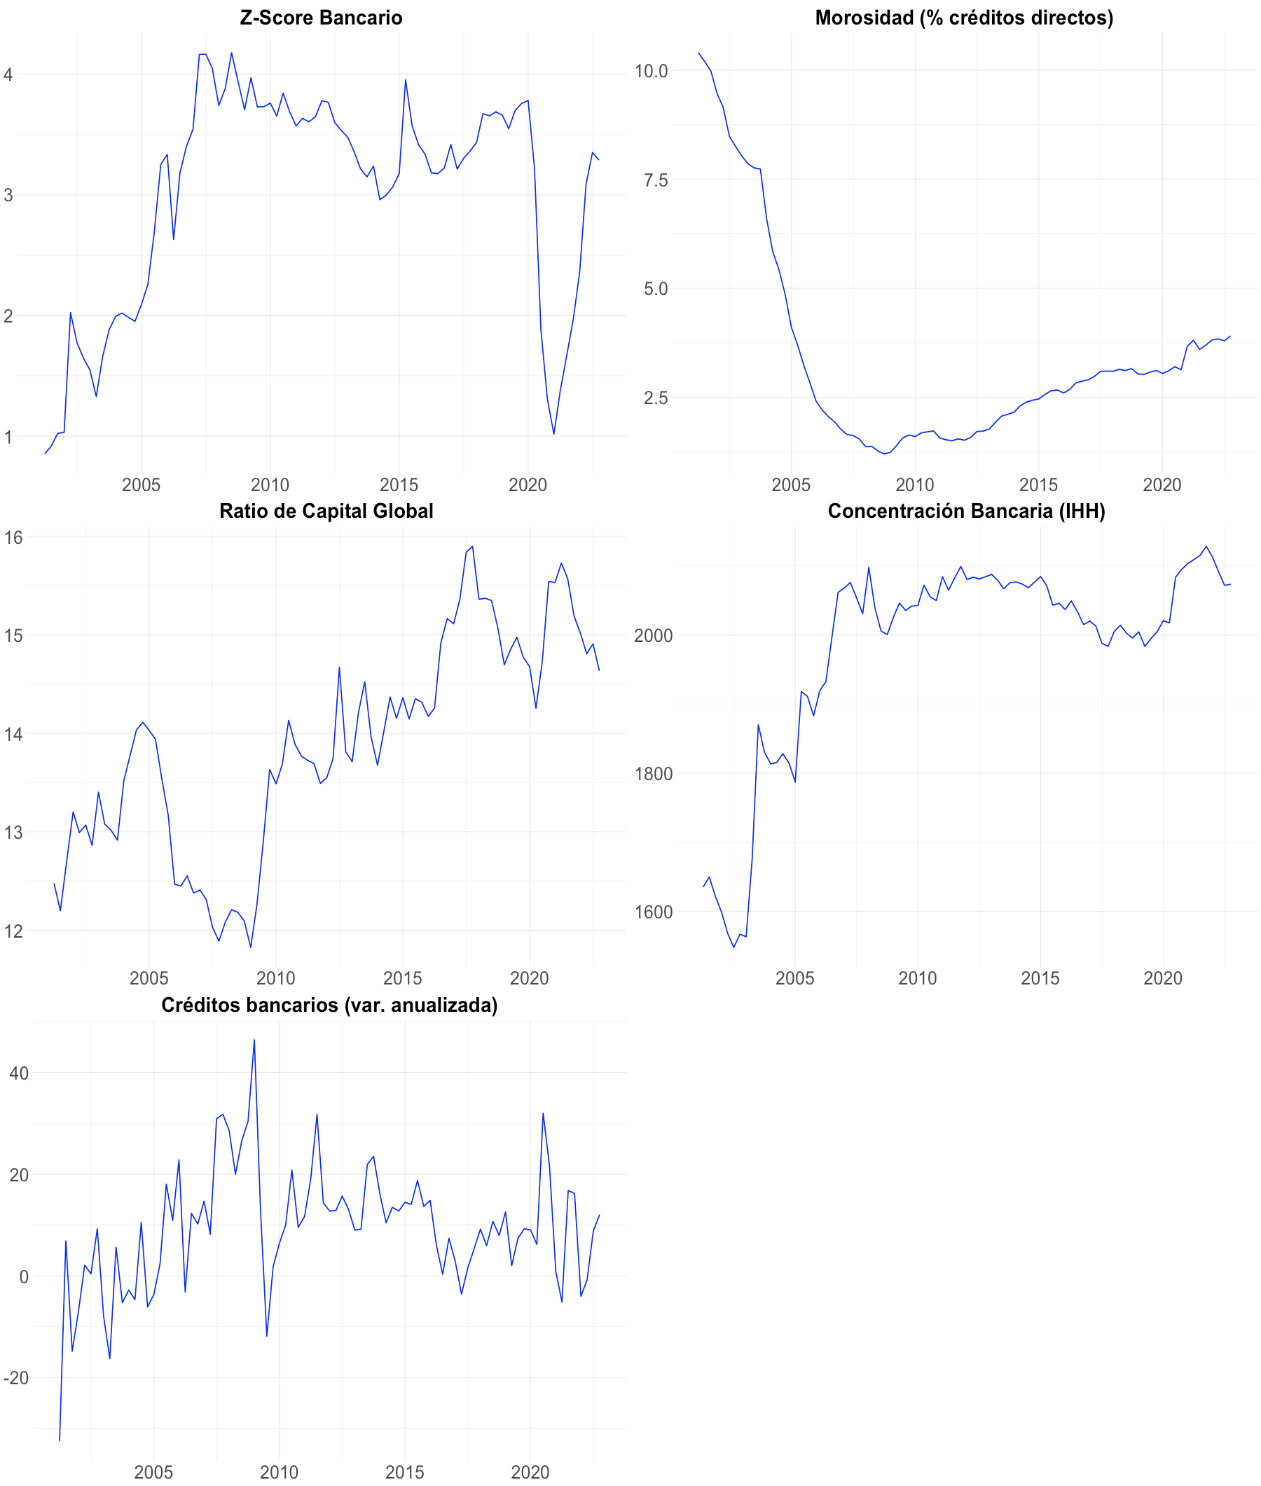 Z-Score Bancario
4
3
2
1
2005 2010 2015 2020
Morosidad (% créditos directos)
10.0
7.5
5.0
2.5
2005 2010 2015 2020
Ratio de Capital Global
16
15
14
13
12
2005 2010 2015 2020
Concentración Bancaria (IHH)
2000
1800
1600
2005 2010 2015 2020
Créditos bancarios (var. anualizada)
40
20
0
-20
2005 2010 2015 2020